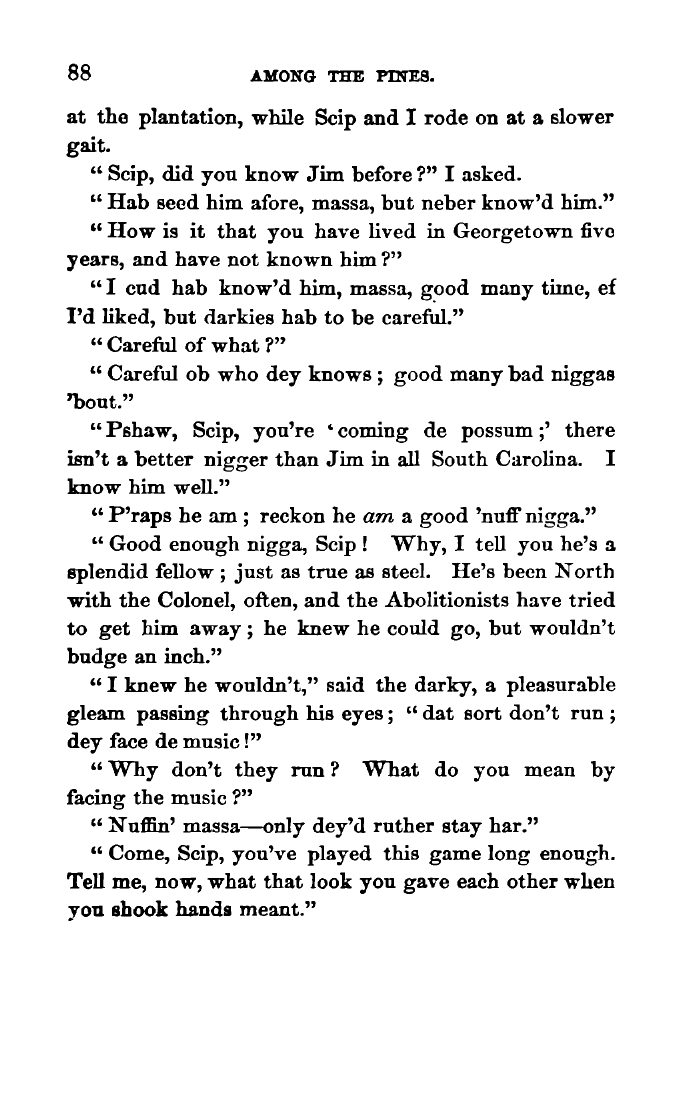 88 AMONG THE PINES.
at the plantation, while Scip and I rode on at a slower
gait.
“Scip, did you know Jim before?” I asked.
“Hab seed him afore, massa, but neber know'd him.”
“How is it that you have lived in Georgetown five
years, and have not known him?”
“I cud hab know'd him, massa, good many time, ef
I'd liked, but darkies hab to be careful.”
“Careful of what?”
“Careful ob who dey knows; good many bad niggas
'bout.”
“Pshaw, Scip, you're ‘coming de possum;’ there
isn't a better nigger than Jim in all South Carolina. I
know him well.”
“P'raps he am; reckon he am a good 'nuff nigga.”
“Good enough nigga, Scip! Why, I tell you he's a
splendid fellow; just as true as steel. He's been North
with the Colonel, often, and the Abolitionists have tried
to get him away; he knew he could go, but wouldn't
budge an inch.”
“I knew he wouldn't,” said the darky, a pleasurable
gleam passing through his eyes; “dat sort don't run;
dey face de music!”
“Why don't they run? What do you mean by
facing the music?”
“Nuffin' massa—only dey'd ruther stay har.”
“Come, Scip, you've played this game long enough.
Tell me, now, what that look you gave each other when
you shook hands meant.”